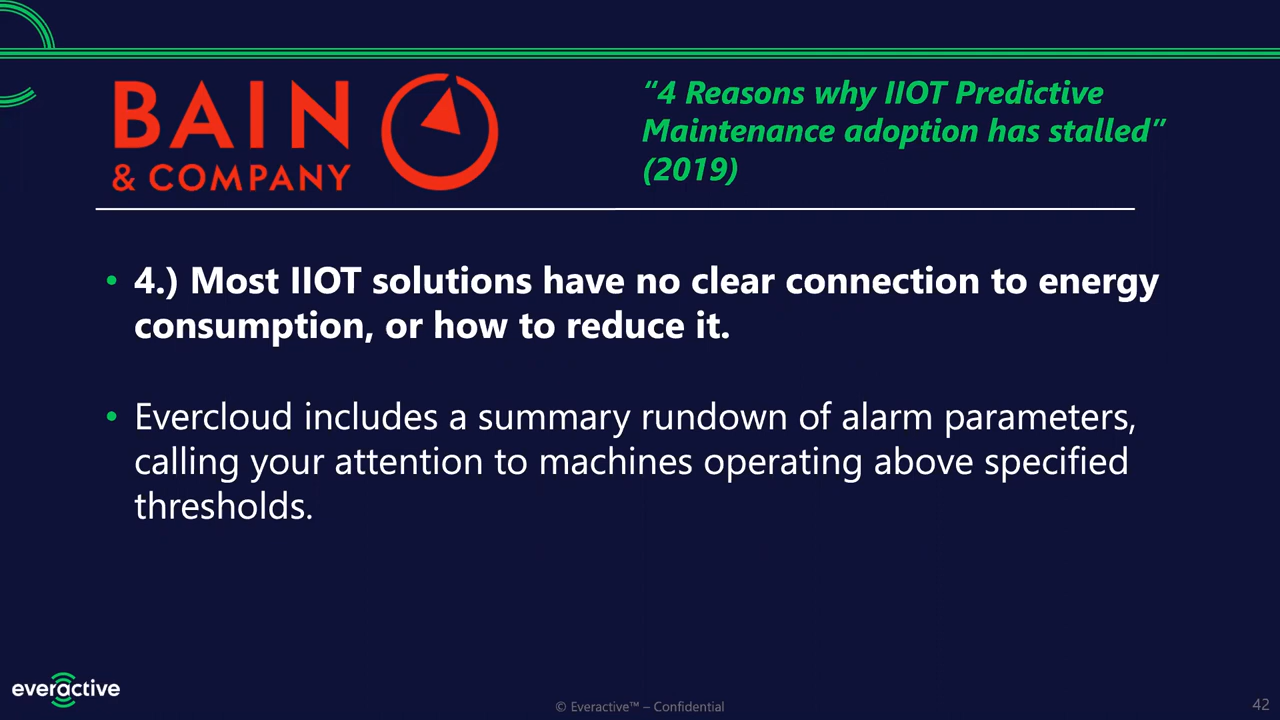 BAIN
& COMPANY
“4 Reasons why IIOT Predictive
Maintenance adoption has stalled”
(2019)
• 4.) Most IIOT solutions have no clear connection to energy
consumption, or how to reduce it.
• Evercloud includes a summary rundown of alarm parameters,
calling your attention to machines operating above specified
thresholds.
everactive
© Everactive™ – Confidential
42